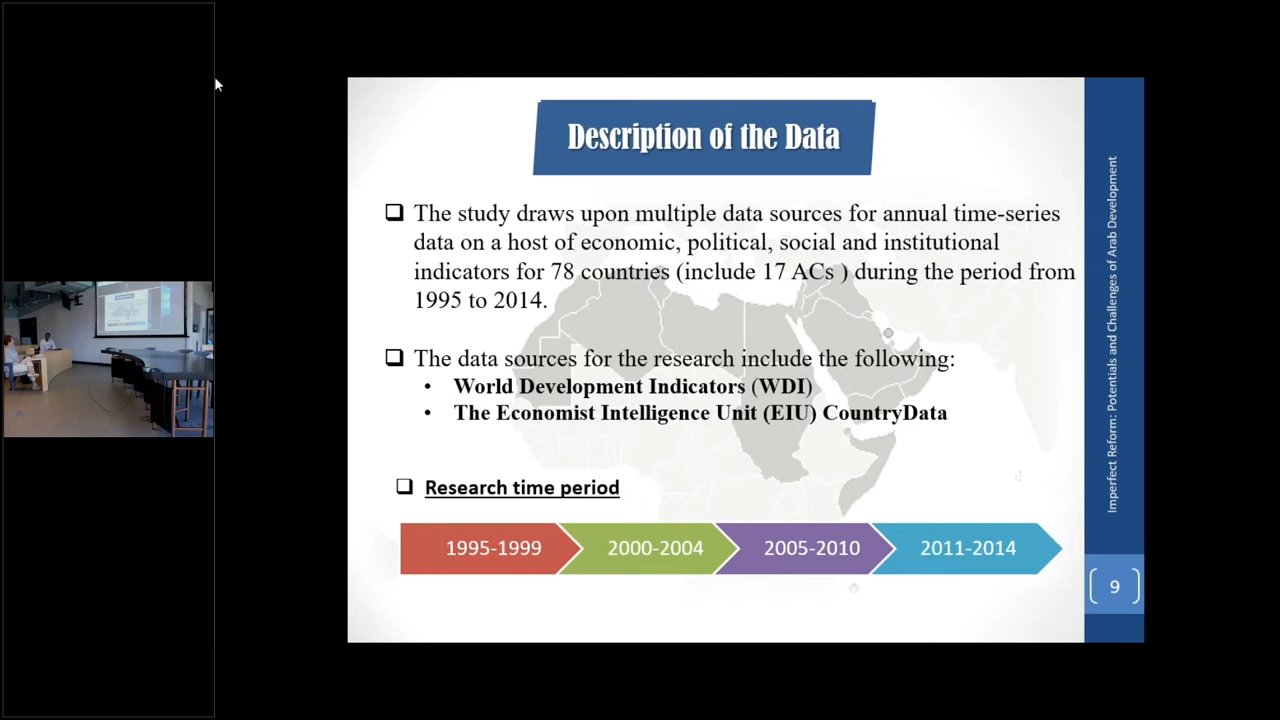 Description of the Data
❑ The study draws upon multiple data sources for annual time-series
data on a host of economic, political, social and institutional
indicators for 78 countries (include 17 ACs ) during the period from
1995 to 2014.
❑ The data sources for the research include the following:
• World Development Indicators (WDI)
• The Economist Intelligence Unit (EIU) CountryData
❑ Research time period
1995-1999 2000-2004 2005-2010 2011-2014
Imperfect Reform: Potentials and Challenges of Arab Development
9